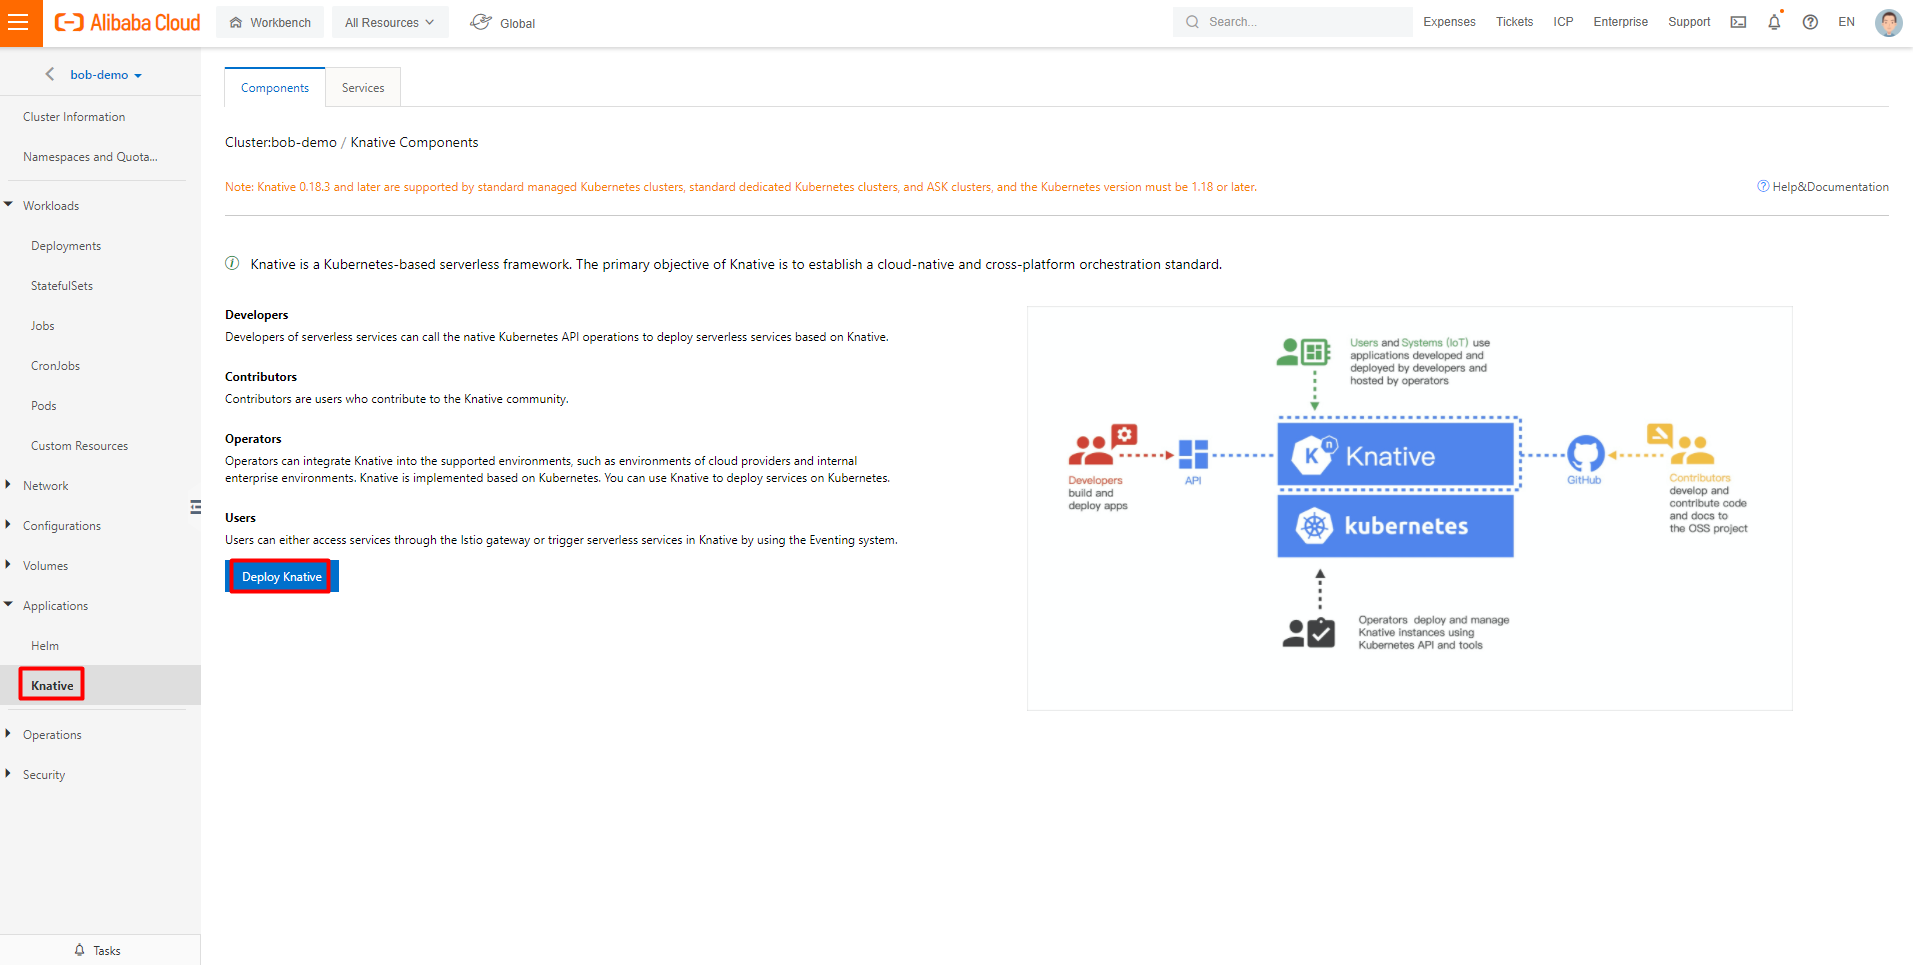 Alibaba Cloud
Workbench
All Resources
Global
Search...
Expenses
Tickets
ICP
Enterprise
Support
EN
bob-demo
Cluster Information
Namespaces and Quota...
Workloads
Deployments
StatefulSets
Jobs
CronJobs
Pods
Custom Resources
Network
Configurations
Volumes
Applications
Helm
Knative
Operations
Security
Tasks
Components
Services
Cluster:bob-demo / Knative Components
Note: Knative 0.18.3 and later are supported by standard managed Kubernetes clusters, standard dedicated Kubernetes clusters, and ASK clusters, and the Kubernetes version must be 1.18 or later.
Help&Documentation
Knative is a Kubernetes-based serverless framework. The primary objective of Knative is to establish a cloud-native and cross-platform orchestration standard.
Developers
Developers of serverless services can call the native Kubernetes API operations to deploy serverless services based on Knative.
Contributors
Contributors are users who contribute to the Knative community.
Operators
Operators can integrate Knative into the supported environments, such as environments of cloud providers and internal
enterprise environments. Knative is implemented based on Kubernetes. You can use Knative to deploy services on Kubernetes.
Users
Users can either access services through the Istio gateway or trigger serverless services in Knative by using the Eventing system.
Deploy Knative
Users and Systems (IoT) use
applications developed and
deployed by developers and
hosted by operators
Developers
build and
deploy apps
API
K
n
Knative
kubernetes
GitHub
Contributors
develop and
contribute code
and docs to
the OSS project
Operators deploy and manage
Knative instances using
Kubernetes API and tools